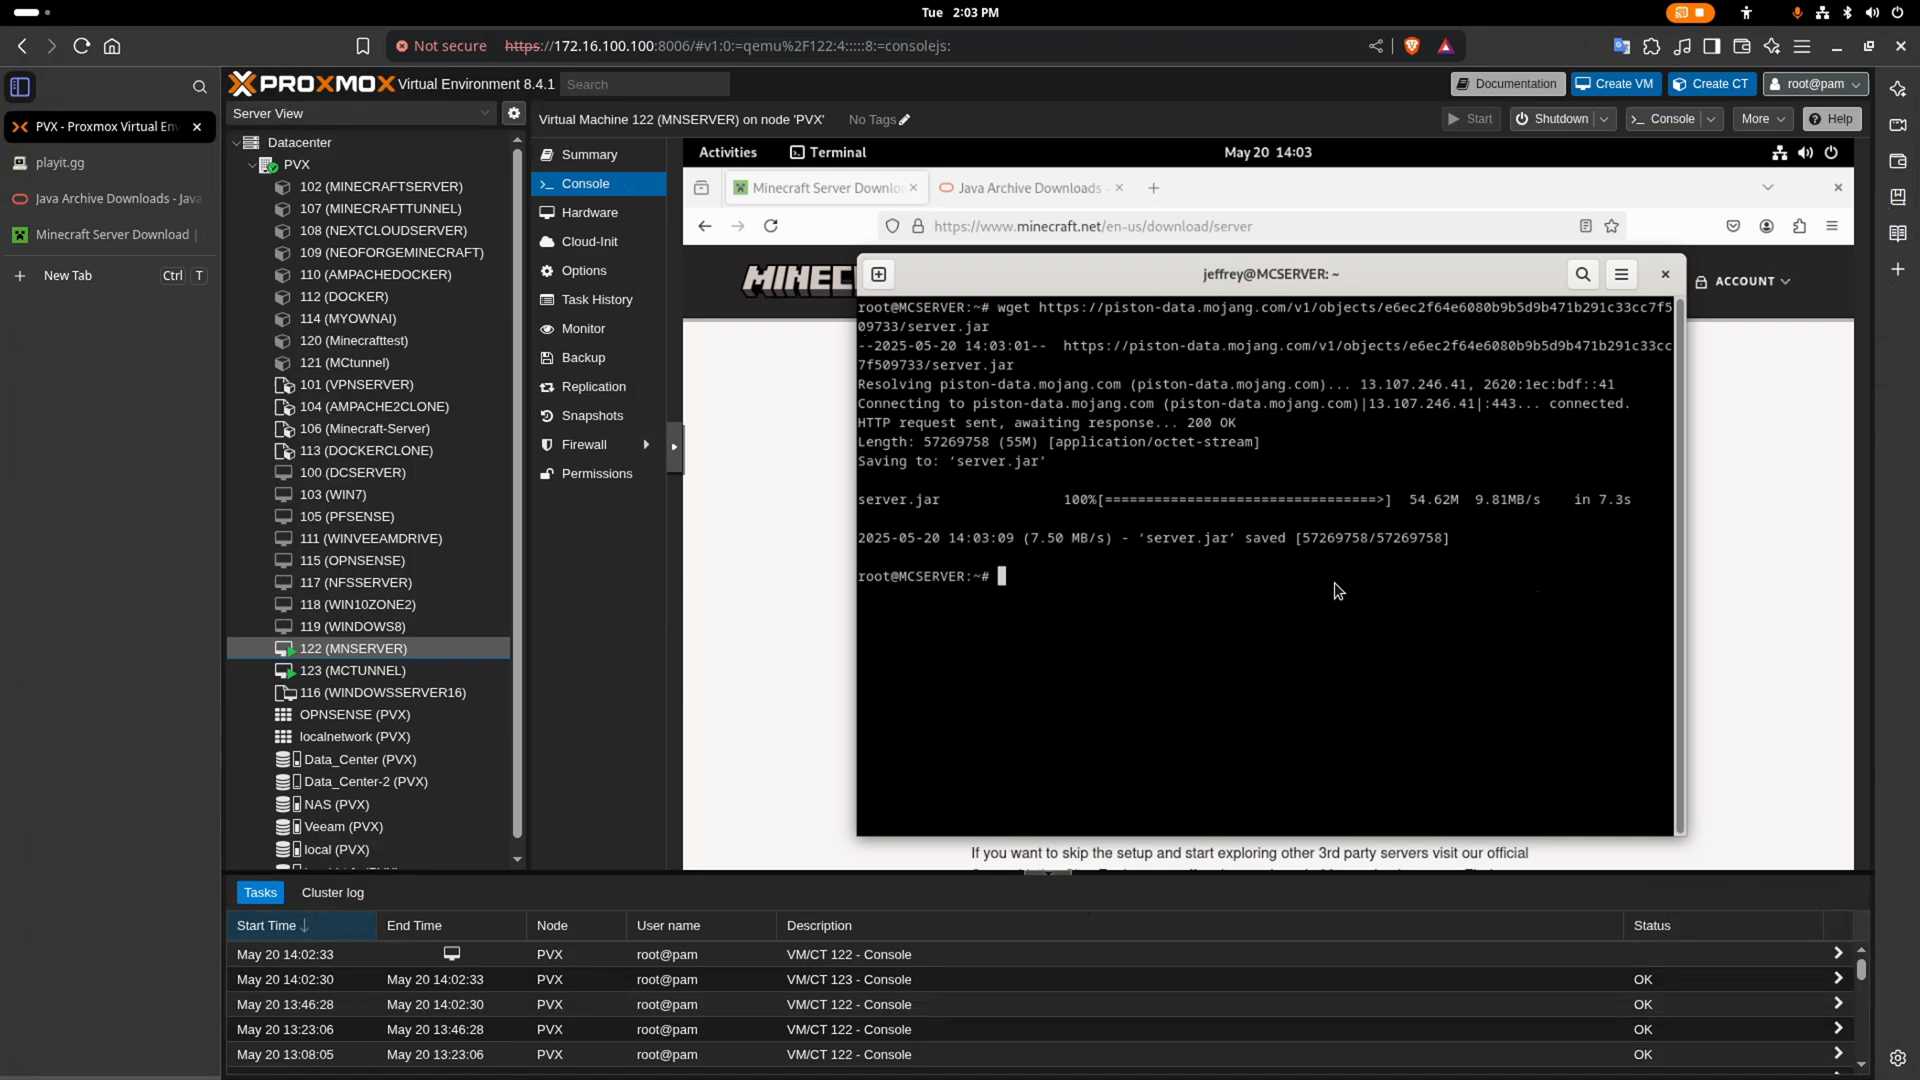 Tue 2:03 PM
Not secure https://172.16.100.100:8006/#v1:0:=qemu%2F122:4:::::8:=consolejs:
PVX - Proxmox Virtual En
playit.gg
Java Archive Downloads - Java
Minecraft Server Download |
New Tab Ctrl T
PROXMOX Virtual Environment 8.4.1 Search
Documentation Create VM Create CT root@pam
Server View
Virtual Machine 122 (MNSERVER) on node 'PVX' No Tags Start Shutdown Console More Help
Datacenter
PVX
102 (MINECRAFTSERVER)
107 (MINECRAFTTUNNEL)
108 (NEXTCLOUDSERVER)
109 (NEOFORGEMINECRAFT)
110 (AMPACHEDOCKER)
112 (DOCKER)
114 (MYOWNAI)
120 (Minecrafttest)
121 (MCtunnel)
101 (VPNSERVER)
104 (AMPACHE2CLONE)
106 (Minecraft-Server)
113 (DOCKERCLONE)
100 (DCSERVER)
103 (WIN7)
105 (PFSENSE)
111 (WINVEEAMDRIVE)
115 (OPNSENSE)
117 (NFSSERVER)
118 (WIN10ZONE2)
119 (WINDOWS8)
122 (MNSERVER)
123 (MCTUNNEL)
116 (WINDOWSSERVER16)
OPNSENSE (PVX)
localnetwork (PVX)
Data_Center (PVX)
Data_Center-2 (PVX)
NAS (PVX)
Veeam (PVX)
local (PVX)
Summary
Console
Hardware
Cloud-Init
Options
Task History
Monitor
Backup
Replication
Snapshots
Firewall
Permissions
Activities Terminal May 20 14:03
Minecraft Server Downlo Java Archive Downloads -
https://www.minecraft.net/en-us/download/server
MINEC
ACCOUNT
jeffrey@MCSERVER: ~
root@MCSERVER:~# wget https://piston-data.mojang.com/v1/objects/e6ec2f64e6080b9b5d9b471b291c33cc7f5
09733/server.jar
--2025-05-20 14:03:01-- https://piston-data.mojang.com/v1/objects/e6ec2f64e6080b9b5d9b471b291c33cc
7f509733/server.jar
Resolving piston-data.mojang.com (piston-data.mojang.com)... 13.107.246.41, 2620:1ec:bdf::41
Connecting to piston-data.mojang.com (piston-data.mojang.com)|13.107.246.41|:443... connected.
HTTP request sent, awaiting response... 200 OK
Length: 57269758 (55M) [application/octet-stream]
Saving to: ‘server.jar’
server.jar 100%[=================================>] 54.62M 9.81MB/s in 7.3s
2025-05-20 14:03:09 (7.50 MB/s) - ‘server.jar’ saved [57269758/57269758]
root@MCSERVER:~#
If you want to skip the setup and start exploring other 3rd party servers visit our official
Tasks Cluster log
Start Time End Time Node User name Description Status
May 20 14:02:33 PVX root@pam VM/CT 122 - Console
May 20 14:02:30 May 20 14:02:33 PVX root@pam VM/CT 123 - Console OK
May 20 13:46:28 May 20 14:02:30 PVX root@pam VM/CT 122 - Console OK
May 20 13:23:06 May 20 13:46:28 PVX root@pam VM/CT 122 - Console OK
May 20 13:08:05 May 20 13:23:06 PVX root@pam VM/CT 122 - Console OK